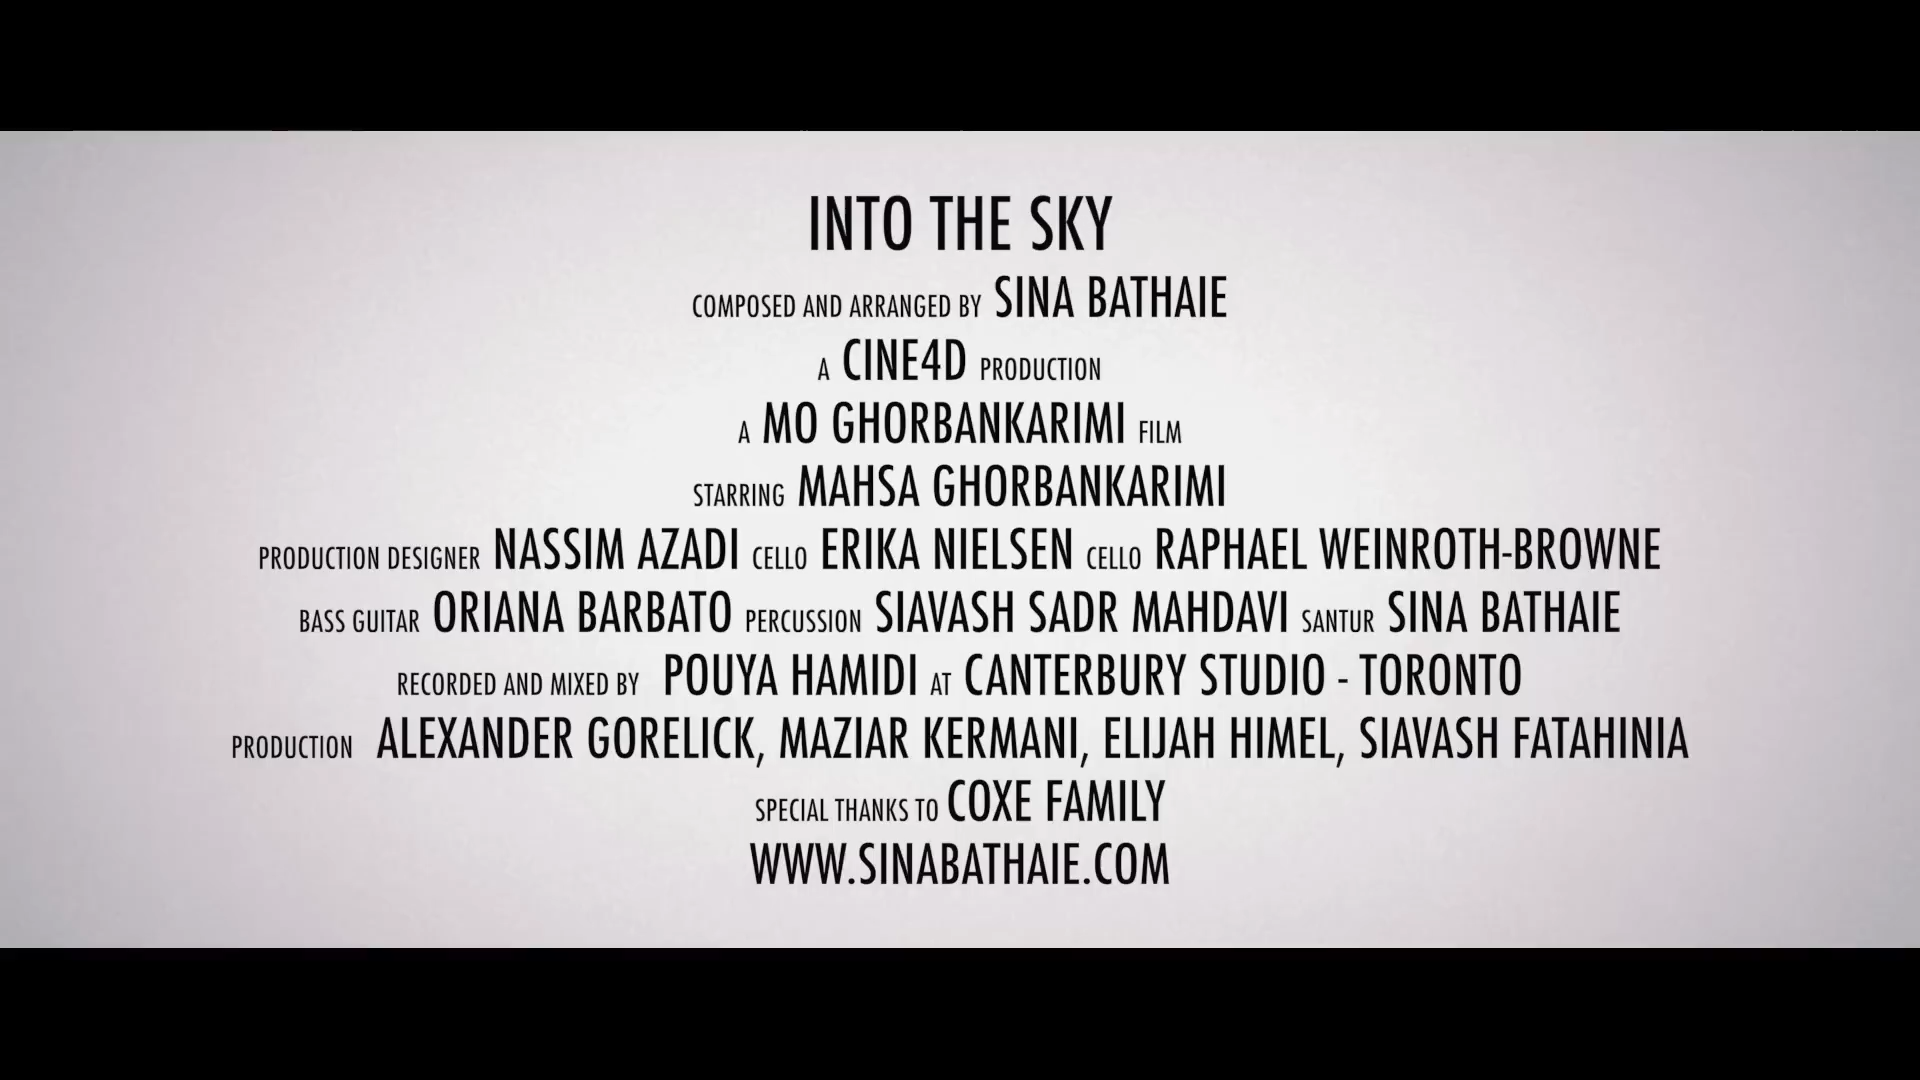 INTO THE SKY
COMPOSED AND ARRANGED BY SINA BATHAIE
A CINE4D PRODUCTION
A MO GHORBANKARIMI FILM
STARRING MAHSA GHORBANKARIMI
PRODUCTION DESIGNER NASSIM AZADI CELLO ERIKA NIELSEN CELLO RAPHAEL WEINROTH-BROWNE
BASS GUITAR ORIANA BARBATO PERCUSSION SIAVASH SADR MAHDAVI SANTUR SINA BATHAIE
RECORDED AND MIXED BY POUYA HAMIDI AT CANTERBURY STUDIO - TORONTO
PRODUCTION ALEXANDER GORELICK, MAZIAR KERMANI, ELIJAH HIMEL, SIAVASH FATAHINIA
SPECIAL THANKS TO COXE FAMILY
WWW.SINABATHAIE.COM